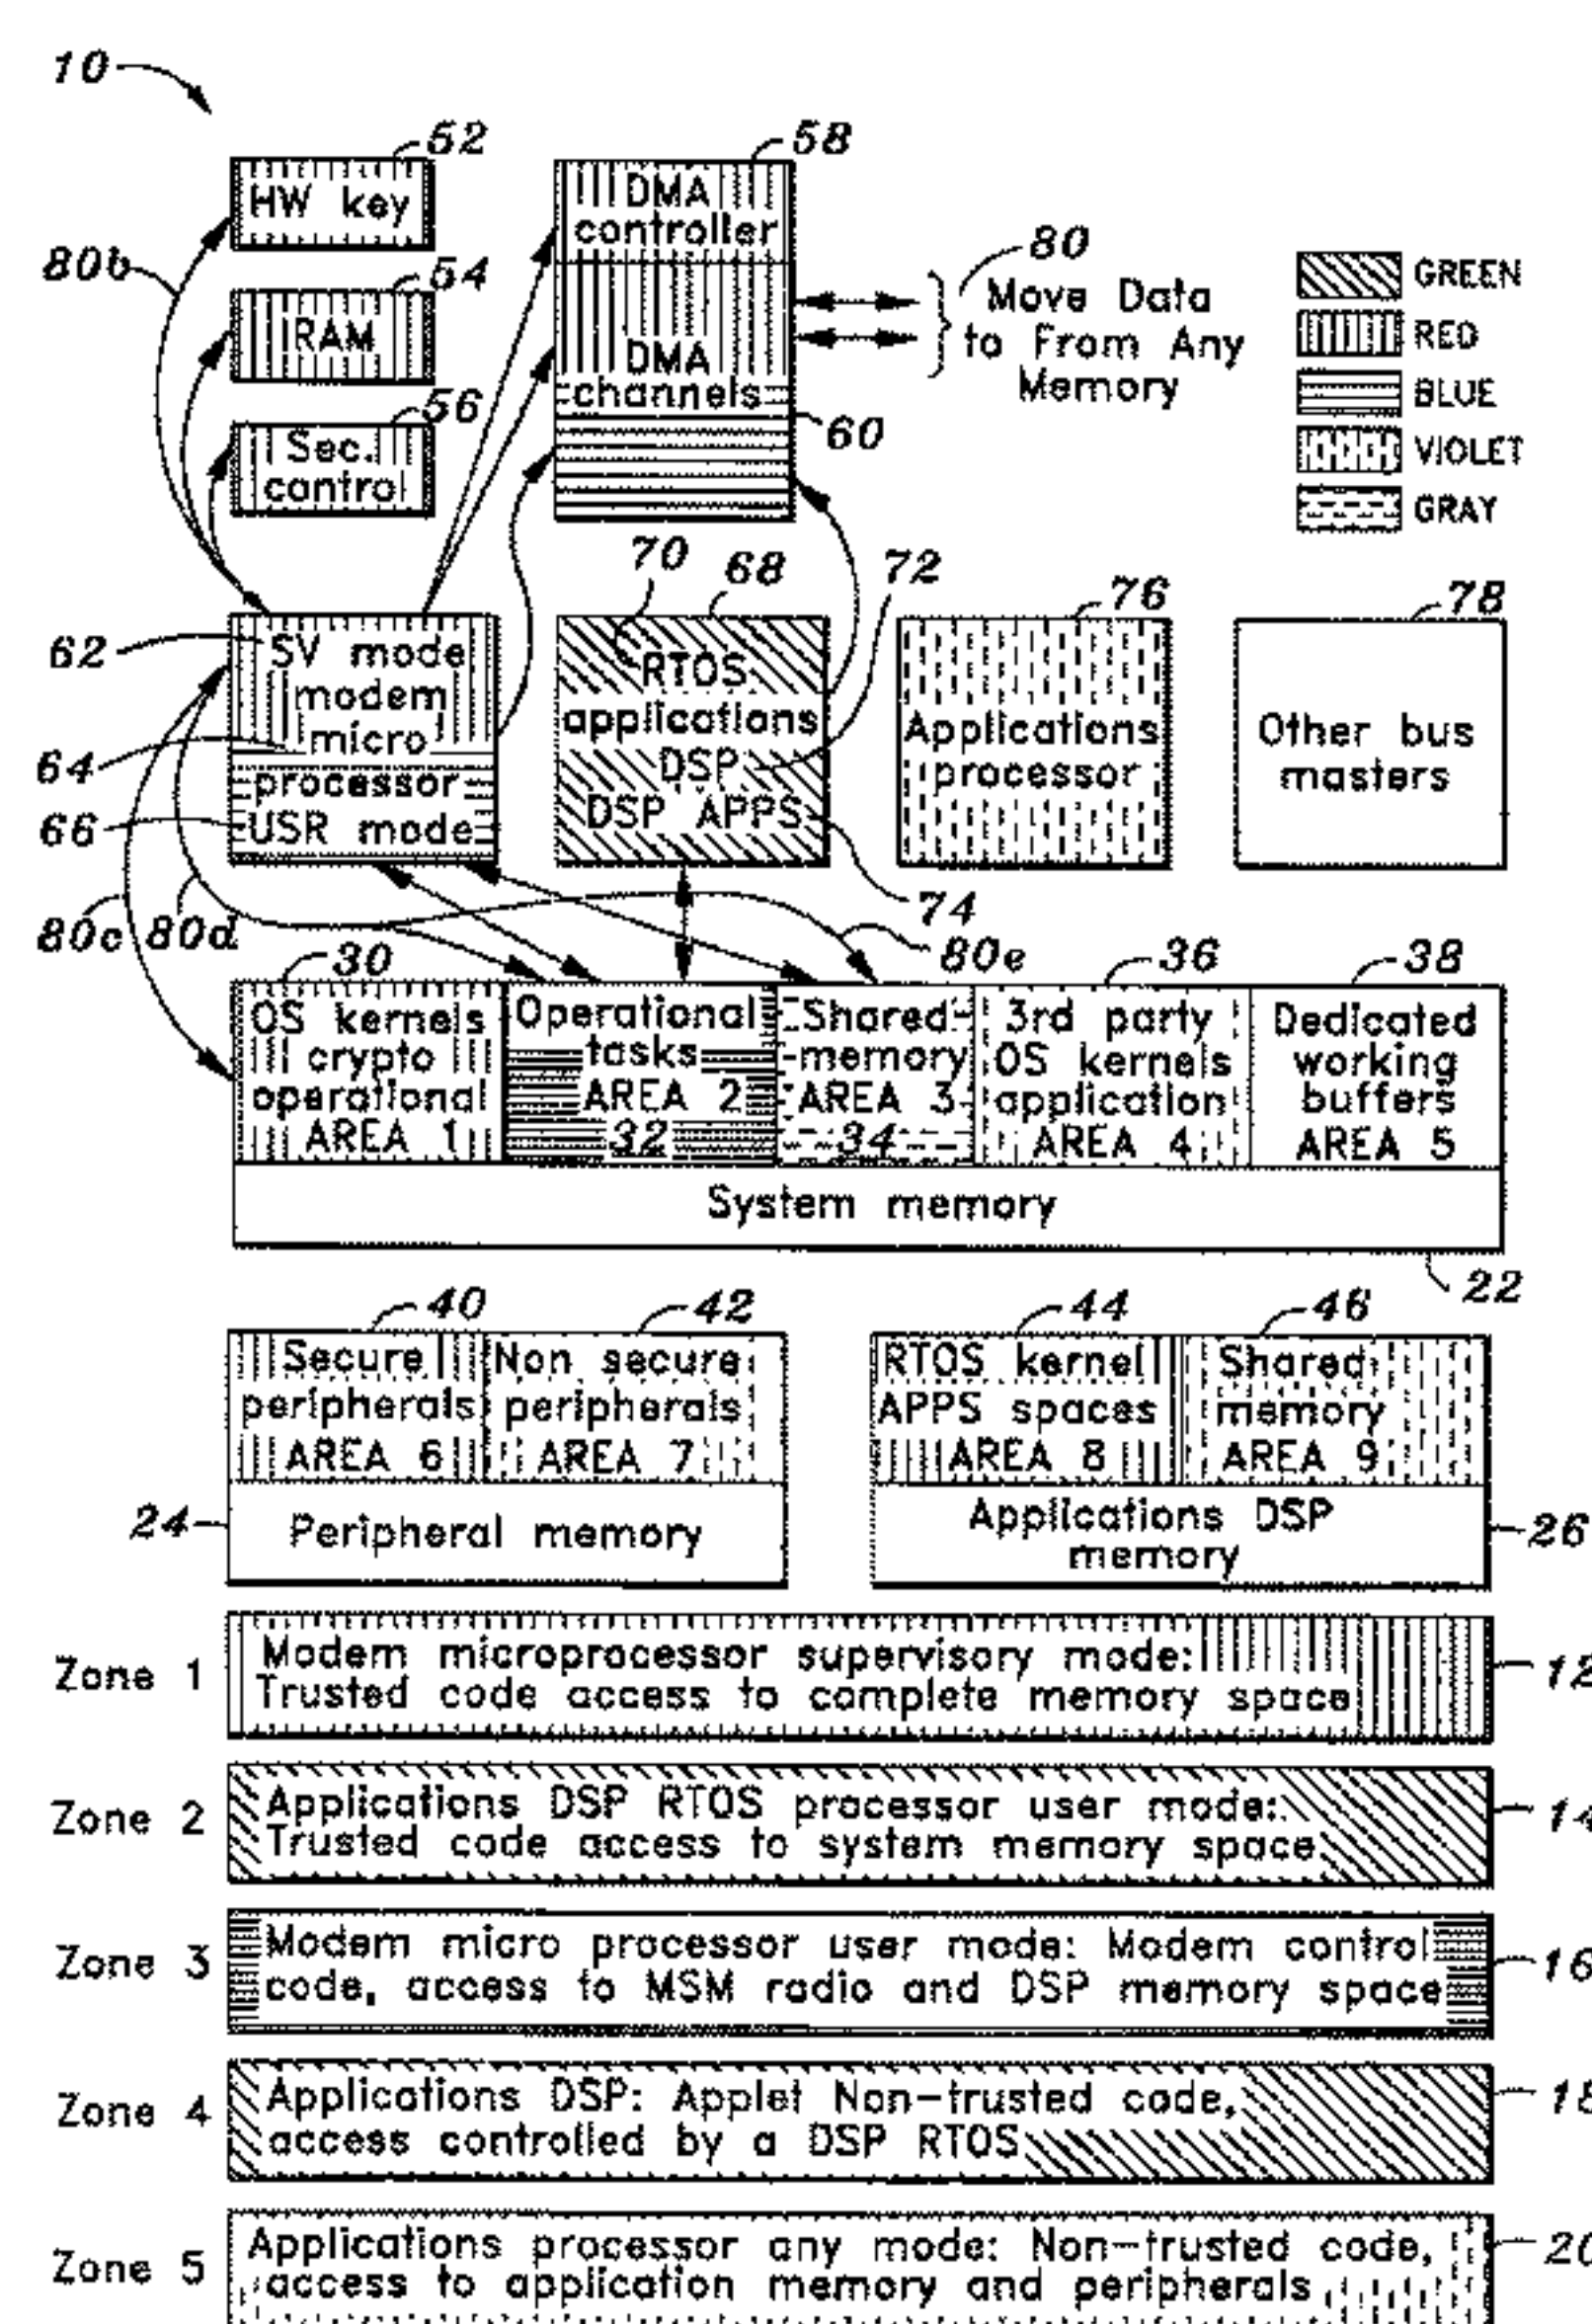 10
52
HW key
80b
54
IRAM
56
Sec.
control
58
DMA
controller
DMA
channels
60
80
Move Data
to From Any
Memory
GREEN
RED
BLUE
VIOLET
GRAY
62
SV mode
modem
micro
64
processor
66
USR mode
70
68
72
RTOS
applications
DSP
DSP APPS
74
76
Applications
processor
78
Other bus
masters
80c
80d
80e
30
OS kernels
crypto
operational
AREA 1
Operational
tasks
AREA 2
32
Shared
memory
AREA 3
34
36
3rd party
OS kernels
application
AREA 4
38
Dedicated
working
buffers
AREA 5
System memory
22
40
Secure
peripherals
AREA 6
42
Non secure
peripherals
AREA 7
24
Peripheral memory
44
RTOS kernel
APPS spaces
AREA 8
46
Shared
memory
AREA 9
Applications DSP
memory
26
Zone 1
Modem microprocessor supervisory mode:
Trusted code access to complete memory space
12
Zone 2
Applications DSP RTOS processor user mode:
Trusted code access to system memory space
14
Zone 3
Modem micro processor user mode: Modem control
code, access to MSM radio and DSP memory space
16
Zone 4
Applications DSP: Applet Non-trusted code,
access controlled by a DSP RTOS
18
Zone 5
Applications processor any mode: Non-trusted code,
access to application memory and peripherals
20